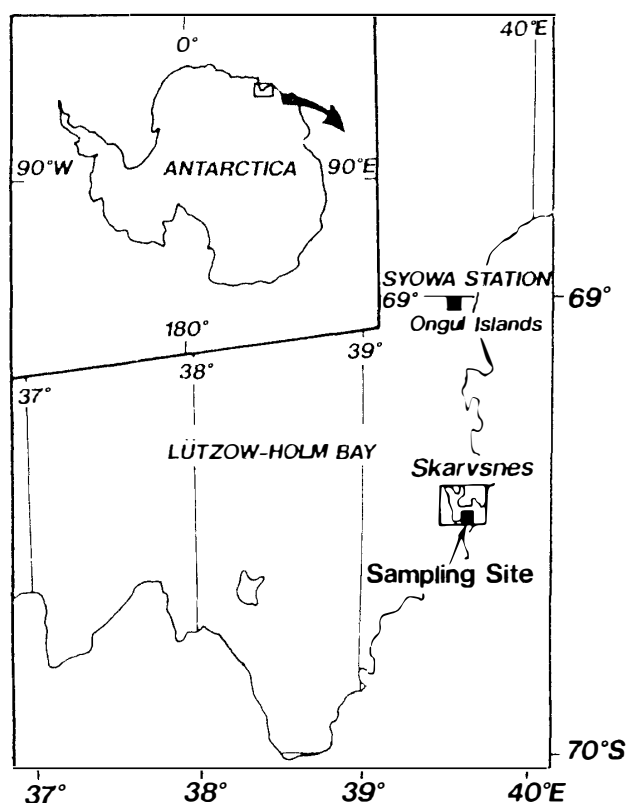 0°
40°E
90°W
ANTARCTICA
90°E
180°
SYOWA STATION
69°
69°
Ongul Islands
37°
38°
39°
LÜTZOW-HOLM BAY
Skarvsnes
Sampling Site
70°S
37°
38°
39°
40°E